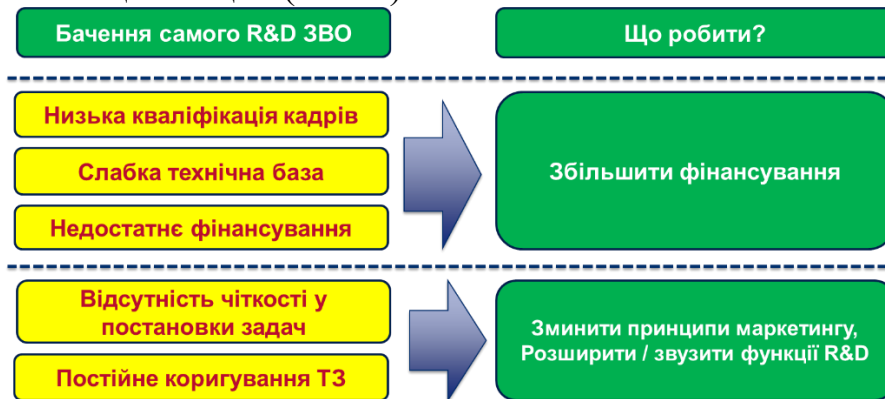 Бачення самого R&D ЗВО
Що робити?
Низька кваліфікація кадрів
Слабка технічна база
Недостатнє фінансування
Збільшити фінансування
Відсутність чіткості у
постановки задач
Постійне коригування ТЗ
Зминити принципи маркетингу,
Розширити / звузити функції R&D